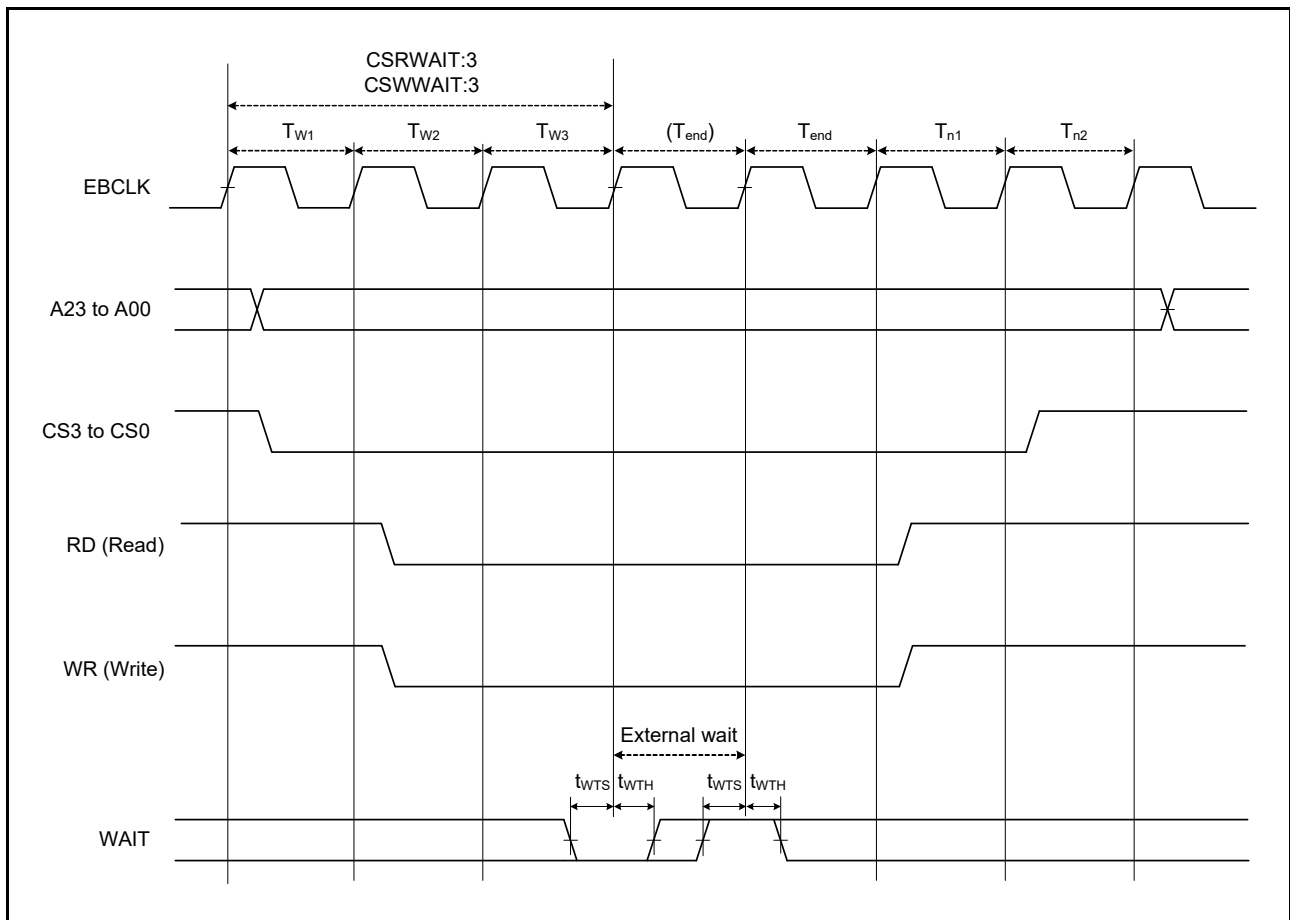 CSRWAIT:3
CSWWAIT:3
TW1 TW2 TW3 (Tend) Tend Tn1 Tn2
EBCLK
A23 to A00
CS3 to CS0
RD (Read)
WR (Write)
External wait
tWTS tWTH tWTS tWTH
WAIT